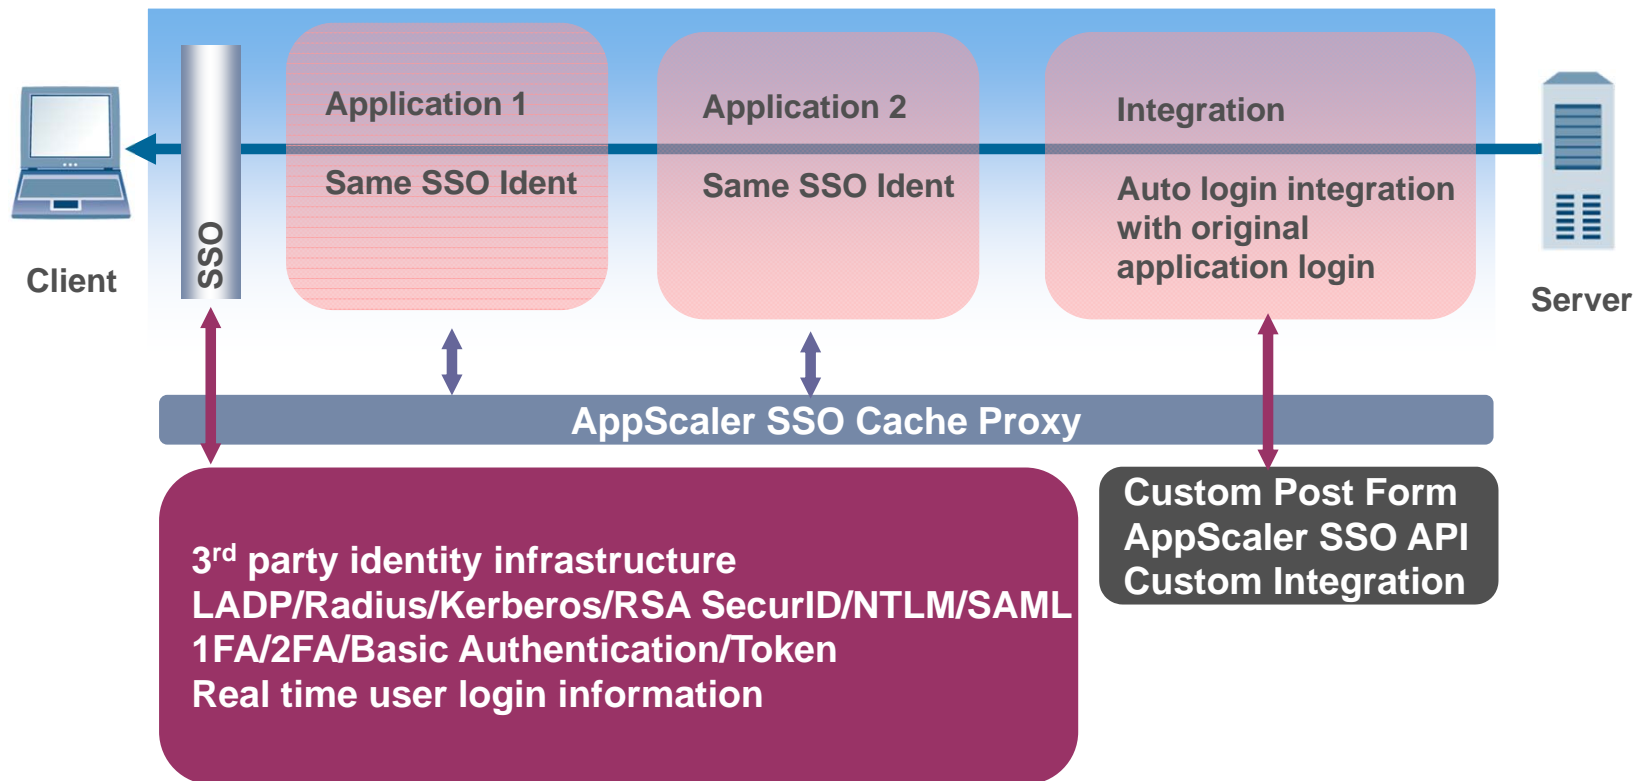 Application 1
Same SSO Ident
Application 2
Same SSO Ident
Integration
Auto login integration
with original
application login
SSO
Client
Server
AppScaler SSO Cache Proxy
3rd party identity infrastructure
LADP/Radius/Kerberos/RSA SecurID/NTLM/SAML
1FA/2FA/Basic Authentication/Token
Real time user login information
Custom Post Form
AppScaler SSO API
Custom Integration